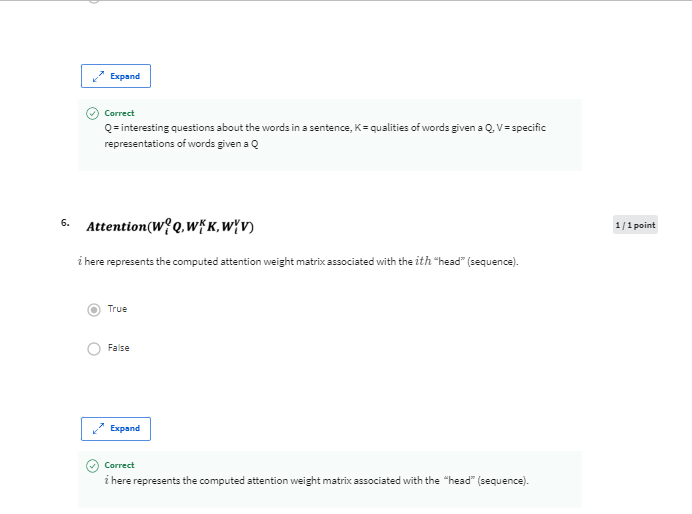 Expand
Correct
Q = interesting questions about the words in a sentence, K = qualities of words given a Q, V = specific
representations of words given a Q
6. Attention(W_i^Q Q, W_i^K K, W_i^V V)
1 / 1 point
i here represents the computed attention weight matrix associated with the ith “head” (sequence).
True
False
Expand
Correct
i here represents the computed attention weight matrix associated with the “head” (sequence).